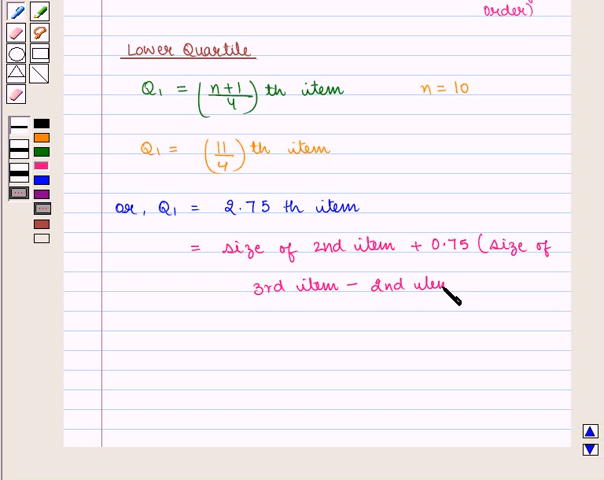 order)
Lower Quartile
Q₁ = (n+1/4) th item n = 10
Q₁ = (11/4) th item
or, Q₁ = 2.75 th item
= size of 2nd item + 0.75 (size of
3rd item - 2nd item